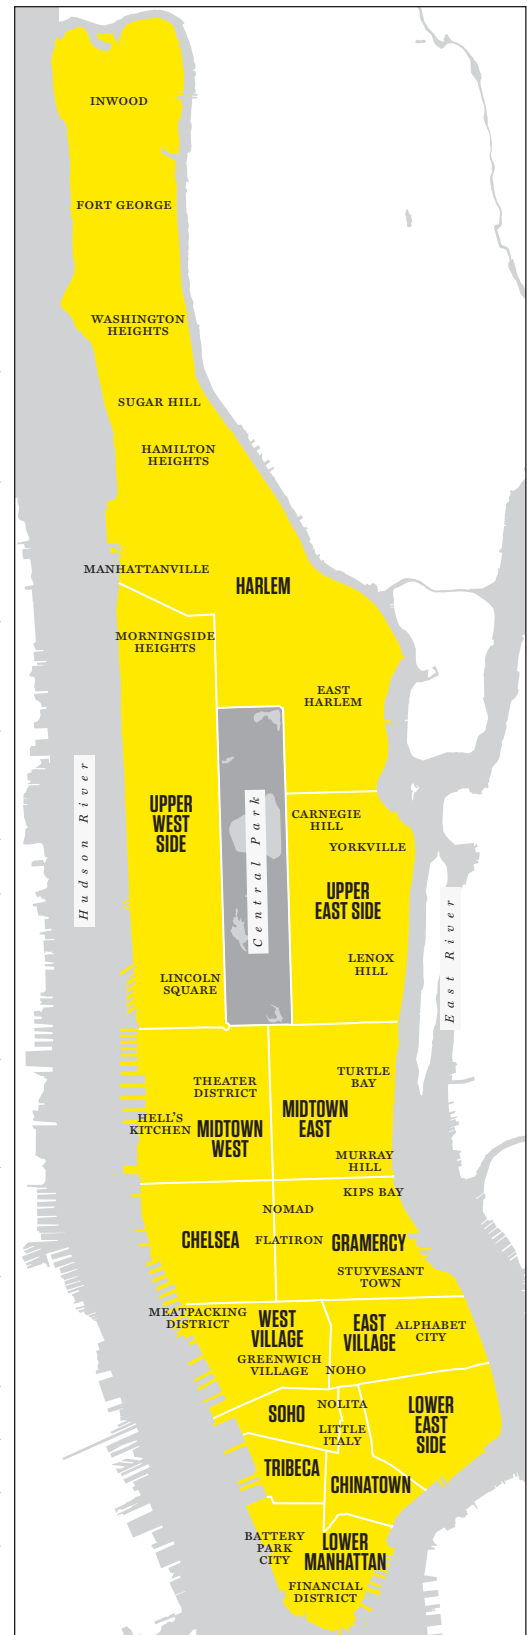 INWOOD
FORT GEORGE
WASHINGTON
HEIGHTS
SUGAR HILL
HAMILTON
HEIGHTS
MANHATTANVILLE
HARLEM
MORNINGSIDE
HEIGHTS
EAST
HARLEM
Hudson River
UPPER
WEST
SIDE
Central Park
CARNEGIE
HILL
YORKVILLE
UPPER
EAST SIDE
East River
LENOX
HILL
LINCOLN
SQUARE
THEATER
DISTRICT
TURTLE
BAY
HELL'S
KITCHEN
MIDTOWN
WEST
MIDTOWN
EAST
MURRAY
HILL
KIPS BAY
NOMAD
CHELSEA
FLATIRON
GRAMERCY
STUYVESANT
TOWN
MEATPACKING
DISTRICT
WEST
VILLAGE
EAST
VILLAGE
ALPHABET
CITY
GREENWICH
VILLAGE
NOHO
SOHO
NOLITA
LITTLE
ITALY
LOWER
EAST
SIDE
TRIBECA
CHINATOWN
BATTERY
PARK
CITY
LOWER
MANHATTAN
FINANCIAL
DISTRICT